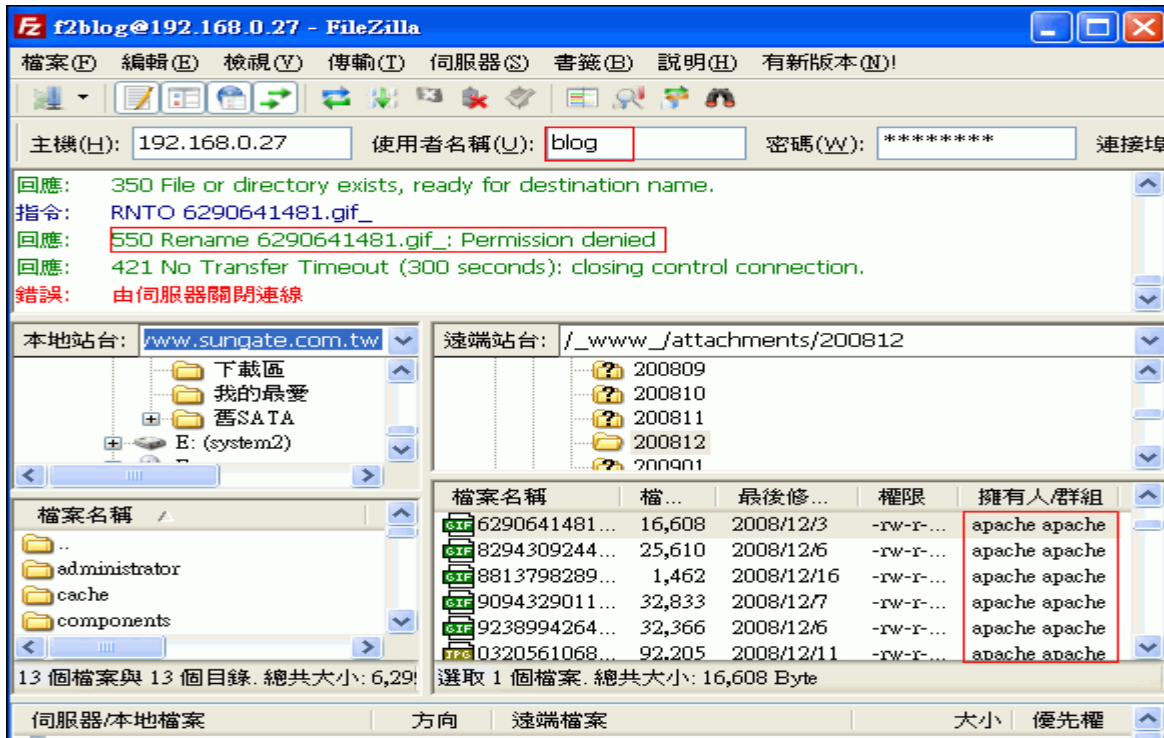 f2blog@192.168.0.27 - FileZilla
檔案(F) 編輯(E) 檢視(V) 傳輸(T) 伺服器(S) 書籤(B) 說明(H) 有新版本(N)!
主機(H): 192.168.0.27 使用者名稱(U): blog 密碼(W): ******** 連接埠
回應: 350 File or directory exists, ready for destination name.
指令: RNTO 6290641481.gif_
回應: 550 Rename 6290641481.gif_: Permission denied
回應: 421 No Transfer Timeout (300 seconds): closing control connection.
錯誤: 由伺服器關閉連線
本地站台: www.sungate.com.tw
下載區
我的最愛
舊SATA
E: (system2)
遠端站台: /_www_/attachments/200812
200809
200810
200811
200812
200901
檔案名稱
..
administrator
cache
components
13 個檔案與 13 個目錄. 總共大小: 6,29
檔案名稱 檔... 最後修... 權限 擁有人/群組
6290641481... 16,608 2008/12/3 -rw-r-... apache apache
8294309244... 25,610 2008/12/6 -rw-r-... apache apache
8813798289... 1,462 2008/12/16 -rw-r-... apache apache
9094329011... 32,833 2008/12/7 -rw-r-... apache apache
9238994264... 32,366 2008/12/6 -rw-r-... apache apache
0320561068... 92,205 2008/12/11 -rw-r-... apache apache
選取 1 個檔案. 總共大小: 16,608 Byte
伺服器/本地檔案 方向 遠端檔案 大小 優先權